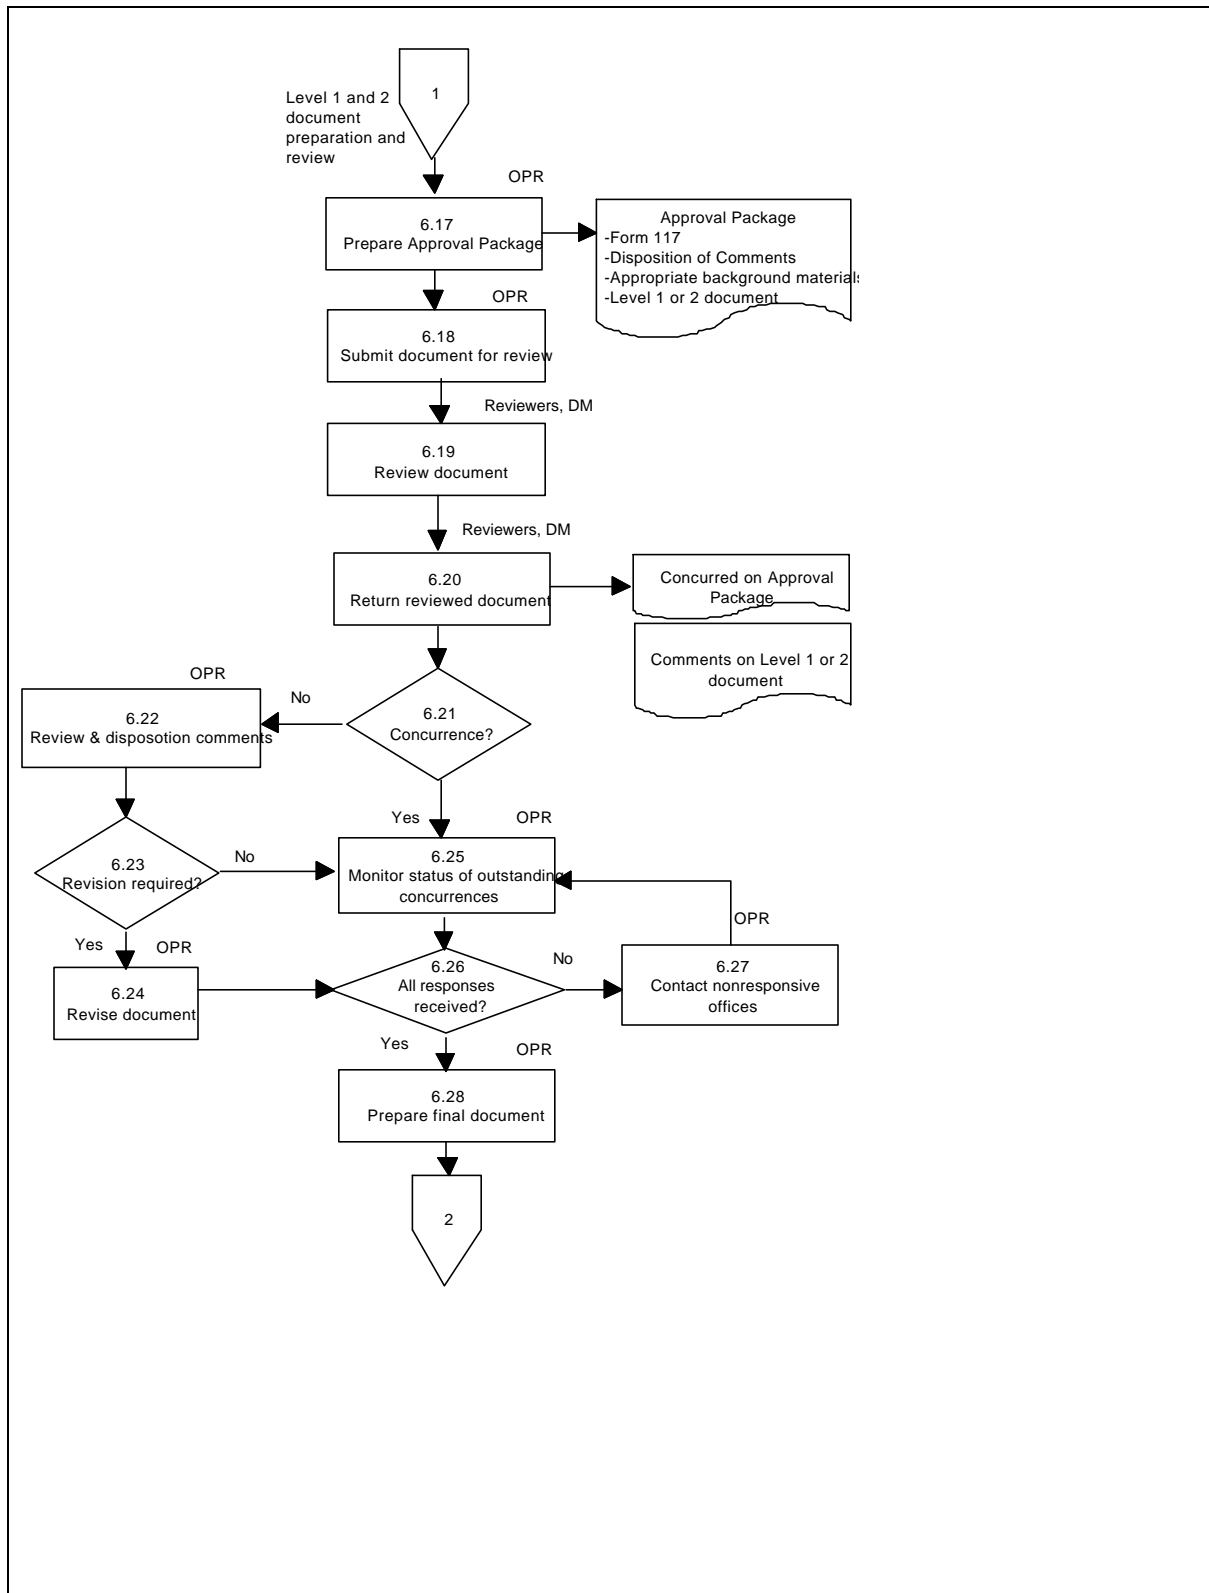 1
Level 1 and 2
document
preparation and
review
OPR
6.17
Prepare Approval Package
Approval Package
-Form 117
-Disposition of Comments
-Appropriate background materials
-Level 1 or 2 document
OPR
6.18
Submit document for review
Reviewers, DM
6.19
Review document
Reviewers, DM
6.20
Return reviewed document
Concurred on Approval
Package
Comments on Level 1 or 2
document
OPR
No
6.21
Concurrence?
6.22
Review & disposotion comments
Yes
OPR
6.23
Revision required?
No
6.25
Monitor status of outstanding
concurrences
OPR
Yes
OPR
6.24
Revise document
6.26
All responses
received?
No
6.27
Contact nonresponsive
offices
Yes
OPR
6.28
Prepare final document
2